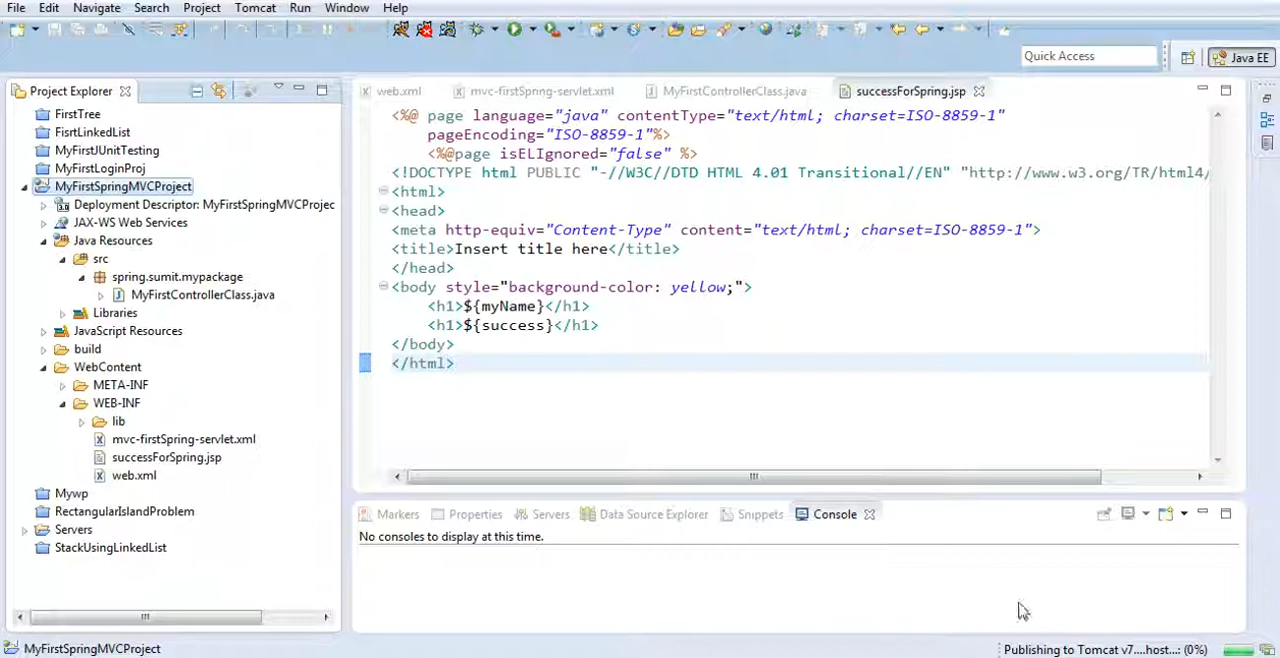 File Edit Navigate Search Project Tomcat Run Window Help
Quick Access
Java EE
Project Explorer
FirstTree
FisrtLinkedList
MyFirstJUnitTesting
MyFirstLoginProj
MyFirstSpringMVCProject
Deployment Descriptor: MyFirstSpringMVCProjec
JAX-WS Web Services
Java Resources
src
spring.sumit.mypackage
MyFirstControllerClass.java
Libraries
JavaScript Resources
build
WebContent
META-INF
WEB-INF
lib
mvc-firstSpring-servlet.xml
successForSpring.jsp
web.xml
Mywp
RectangularIslandProblem
Servers
StackUsingLinkedList
web.xml mvc-firstSpring-servlet.xml MyFirstControllerClass.java successForSpring.jsp
<%@ page language="java" contentType="text/html; charset=ISO-8859-1"
pageEncoding="ISO-8859-1"%>
<%@page isELIgnored="false" %>
<!DOCTYPE html PUBLIC "-//W3C//DTD HTML 4.01 Transitional//EN" "http://www.w3.org/TR/html4/
<html>
<head>
<meta http-equiv="Content-Type" content="text/html; charset=ISO-8859-1">
<title>Insert title here</title>
</head>
<body style="background-color: yellow;">
<h1>${myName}</h1>
<h1>${success}</h1>
</body>
</html>
Markers Properties Servers Data Source Explorer Snippets Console
No consoles to display at this time.
MyFirstSpringMVCProject
Publishing to Tomcat v7....host...: (0%)